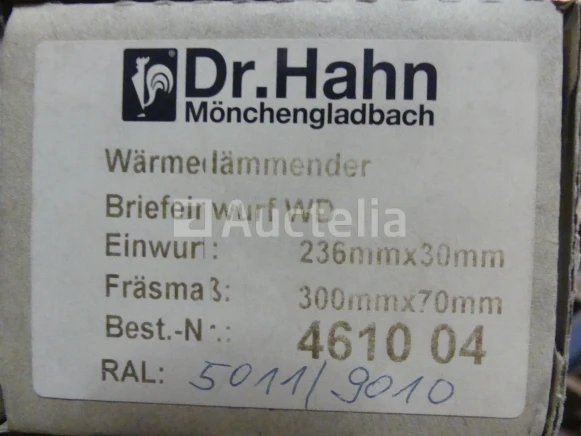 Dr.Hahn
Mönchengladbach
Wärmedämmender
Briefeinwurf WD
Auctelia
Einwurf: 236mmx30mm
Fräsmaß: 300mmx70mm
Best.-Nr.: 4610 04
RAL: 5011/9010